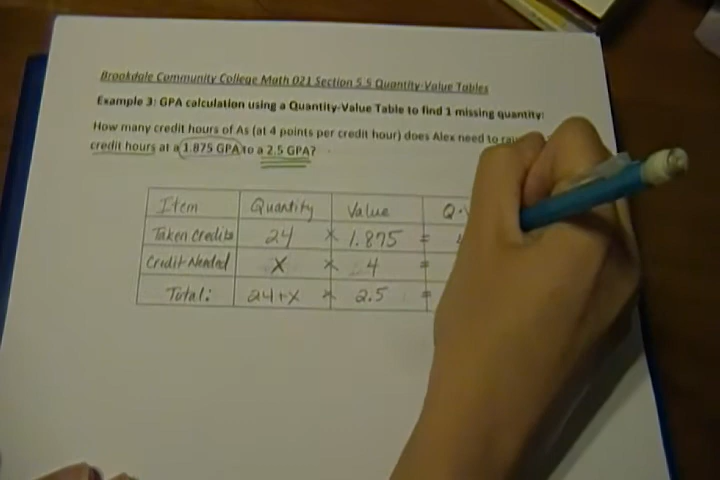 Brookdale Community College Math 021 Section 5.5 Quantity-Value Tables
Example 3: GPA calculation using a Quantity-Value Table to find 1 missing quantity:
How many credit hours of As (at 4 points per credit hour) does Alex need to
credit hours at a 1.875 GPA to a 2.5 GPA?
Item Quantity Value Q·
Taken Credits 24 × 1.875 =
Credit Needed x × 4 =
Total: 24+x × 2.5 =